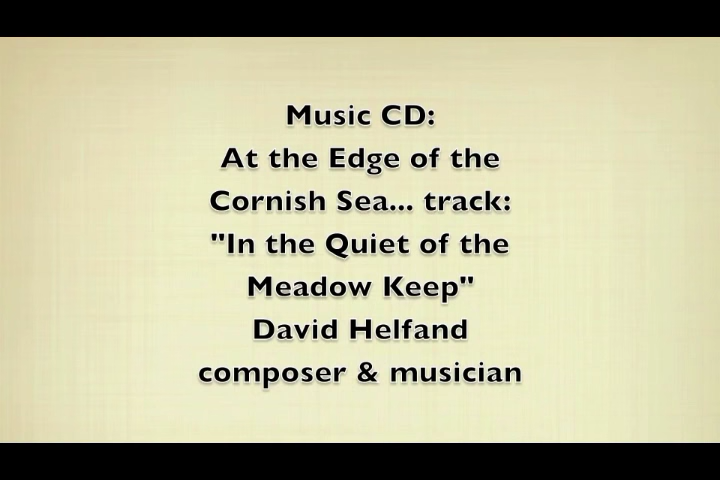 Music CD:
At the Edge of the
Cornish Sea... track:
"In the Quiet of the
Meadow Keep"
David Helfand
composer & musician